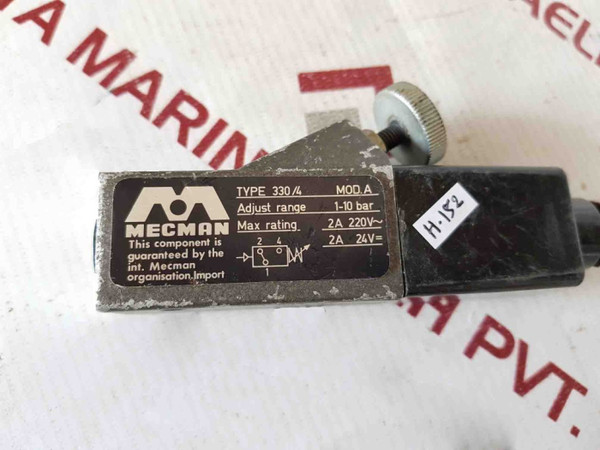 NA MARIN
AELI
MECMAN
This component is
guaranteed by the
int. Mecman
organisation.Import
TYPE 330/4 MOD.A
Adjust range 1-10 bar
Max rating 2A 220V~
2A 24V=
2 4
1
H-152
PVT.